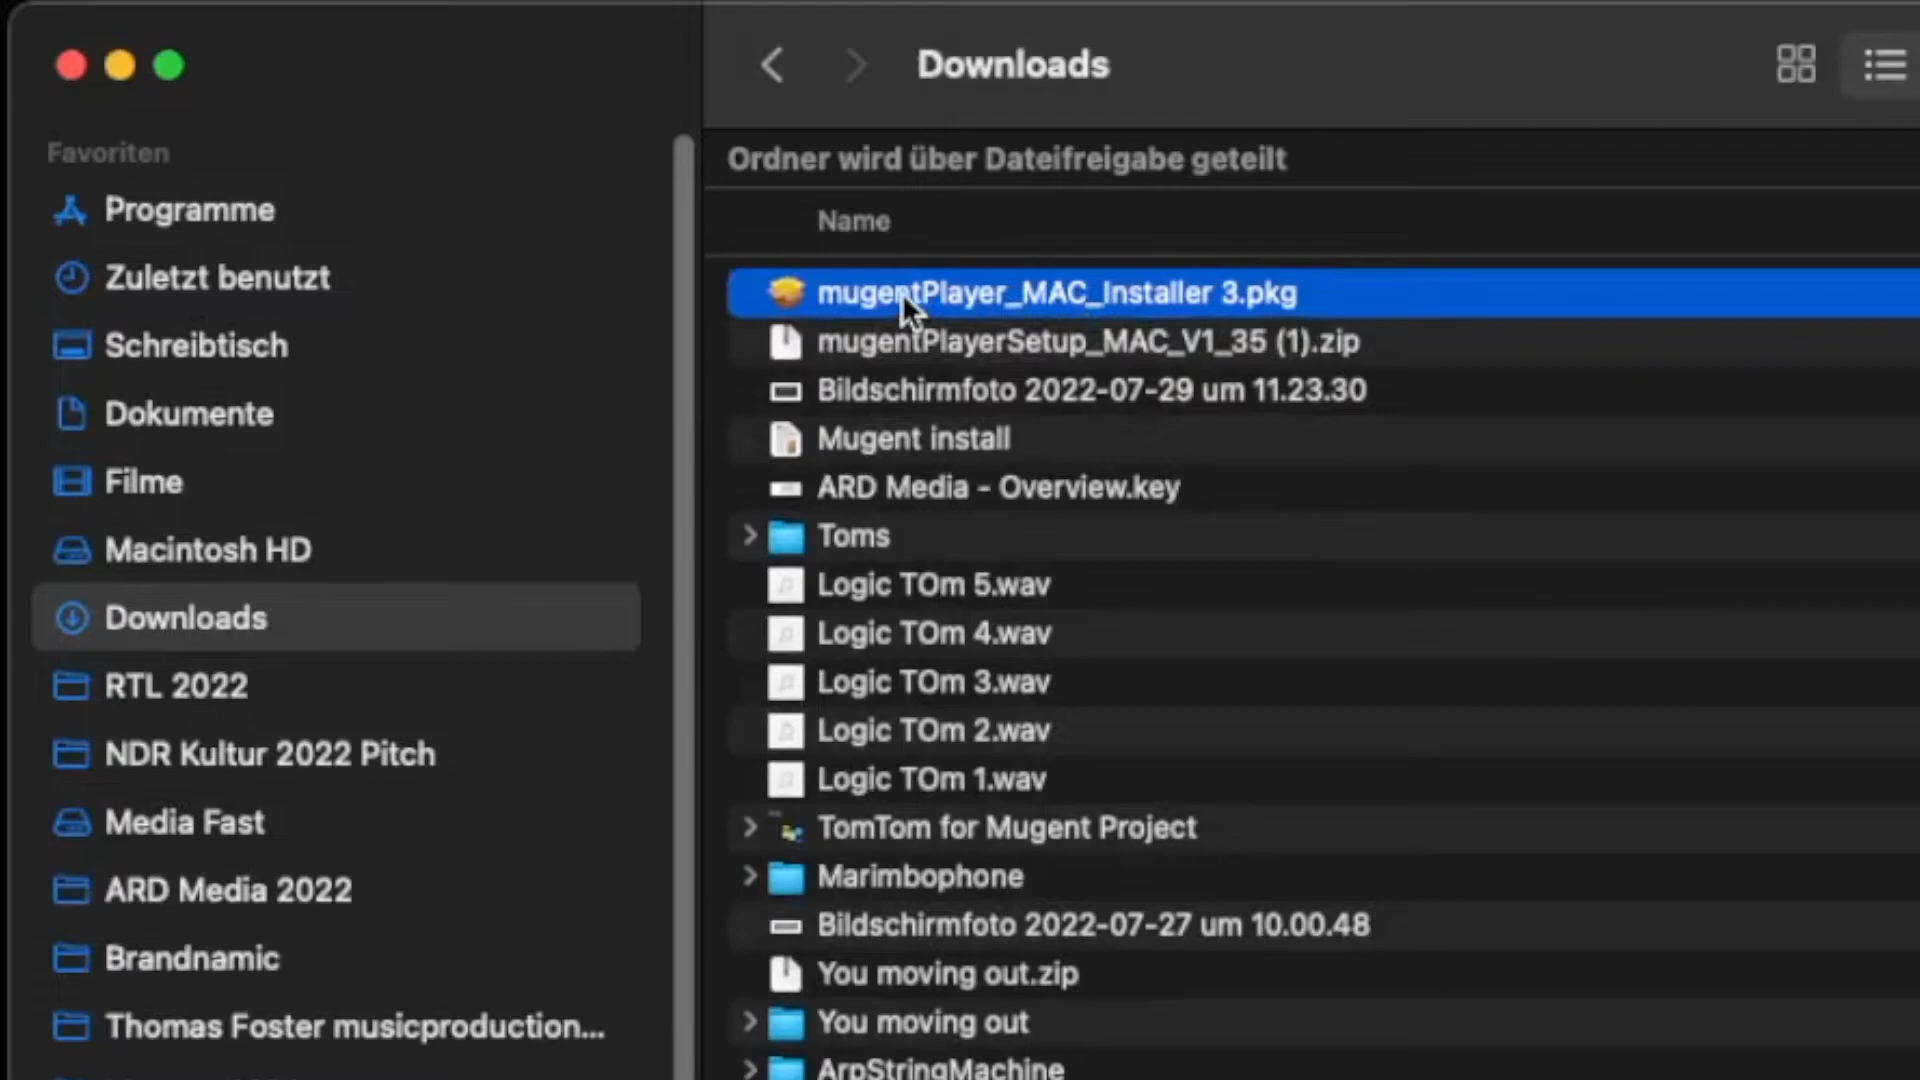 Downloads
Favoriten
Programme
Zuletzt benutzt
Schreibtisch
Dokumente
Filme
Macintosh HD
Downloads
RTL 2022
NDR Kultur 2022 Pitch
Media Fast
ARD Media 2022
Brandnamic
Thomas Foster musicproduction...
Ordner wird über Dateifreigabe geteilt
Name
mugentPlayer_MAC_Installer 3.pkg
mugentPlayerSetup_MAC_V1_35 (1).zip
Bildschirmfoto 2022-07-29 um 11.23.30
Mugent install
ARD Media - Overview.key
Toms
Logic TOm 5.wav
Logic TOm 4.wav
Logic TOm 3.wav
Logic TOm 2.wav
Logic TOm 1.wav
TomTom for Mugent Project
Marimbophone
Bildschirmfoto 2022-07-27 um 10.00.48
You moving out.zip
You moving out
ArpStringMachine